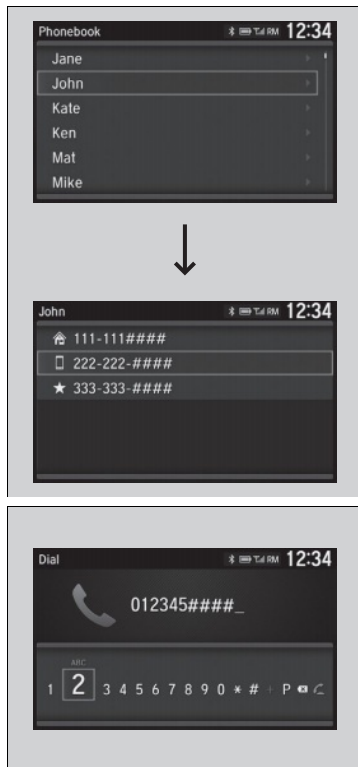 Phonebook 12:34
Jane
John
Kate
Ken
Mat
Mike
John 12:34
111-111####
222-222-####
333-333-####
Dial 12:34
012345####_
ABC
1 2 3 4 5 6 7 8 9 0 * # + P